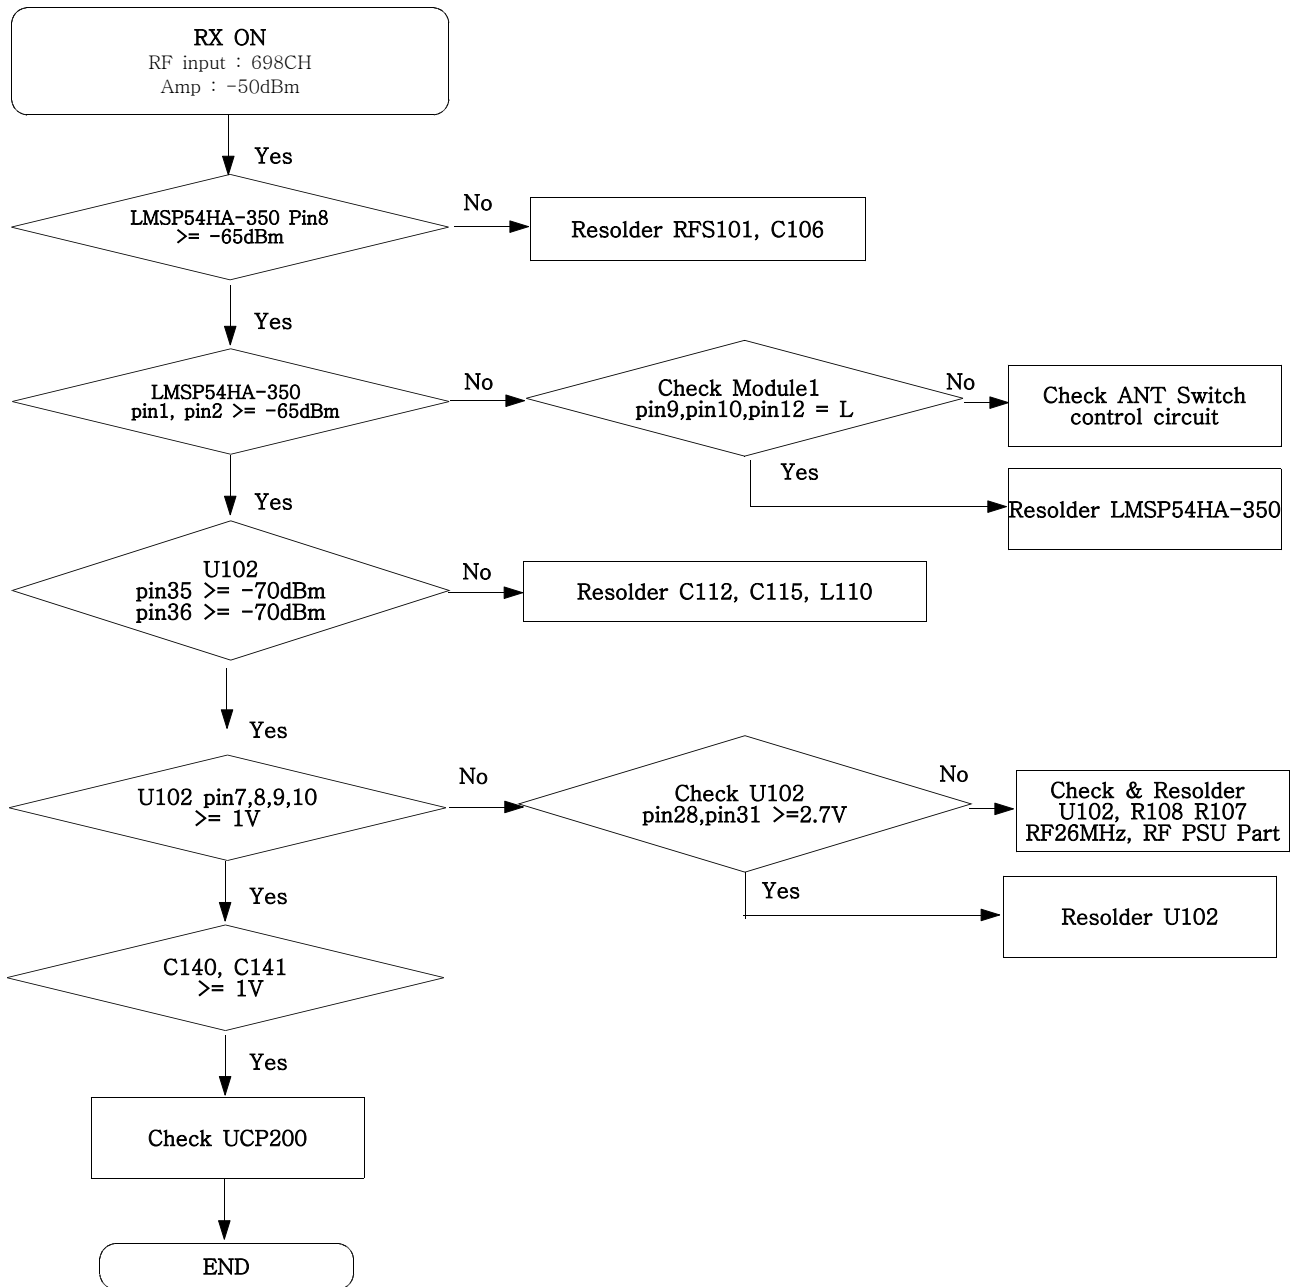 RX ON
RF input : 698CH
Amp : -50dBm
Yes
LMSP54HA-350 Pin8
>= -65dBm
No
Resolder RFS101, C106
Yes
LMSP54HA-350
pin1, pin2 >= -65dBm
No
Check Module1
pin9,pin10,pin12 = L
No
Check ANT Switch
control circuit
Yes
Resolder LMSP54HA-350
Yes
U102
pin35 >= -70dBm
pin36 >= -70dBm
No
Resolder C112, C115, L110
Yes
U102 pin7,8,9,10
>= 1V
No
Check U102
pin28,pin31 >=2.7V
No
Check & Resolder
U102, R108 R107
RF26MHz, RF PSU Part
Yes
Resolder U102
Yes
C140, C141
>= 1V
Yes
Check UCP200
END